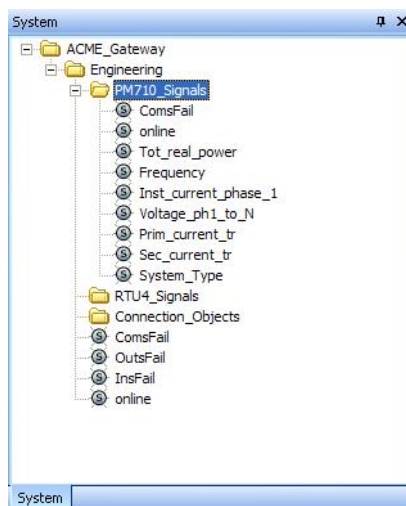 System
ACME_Gateway
Engineering
PM710_Signals
ComsFail
online
Tot_real_power
Frequency
Inst_current_phase_1
Voltage_ph1_to_N
Prim_current_tr
Sec_current_tr
System_Type
RTU4_Signals
Connection_Objects
ComsFail
OutsFail
InsFail
online
System